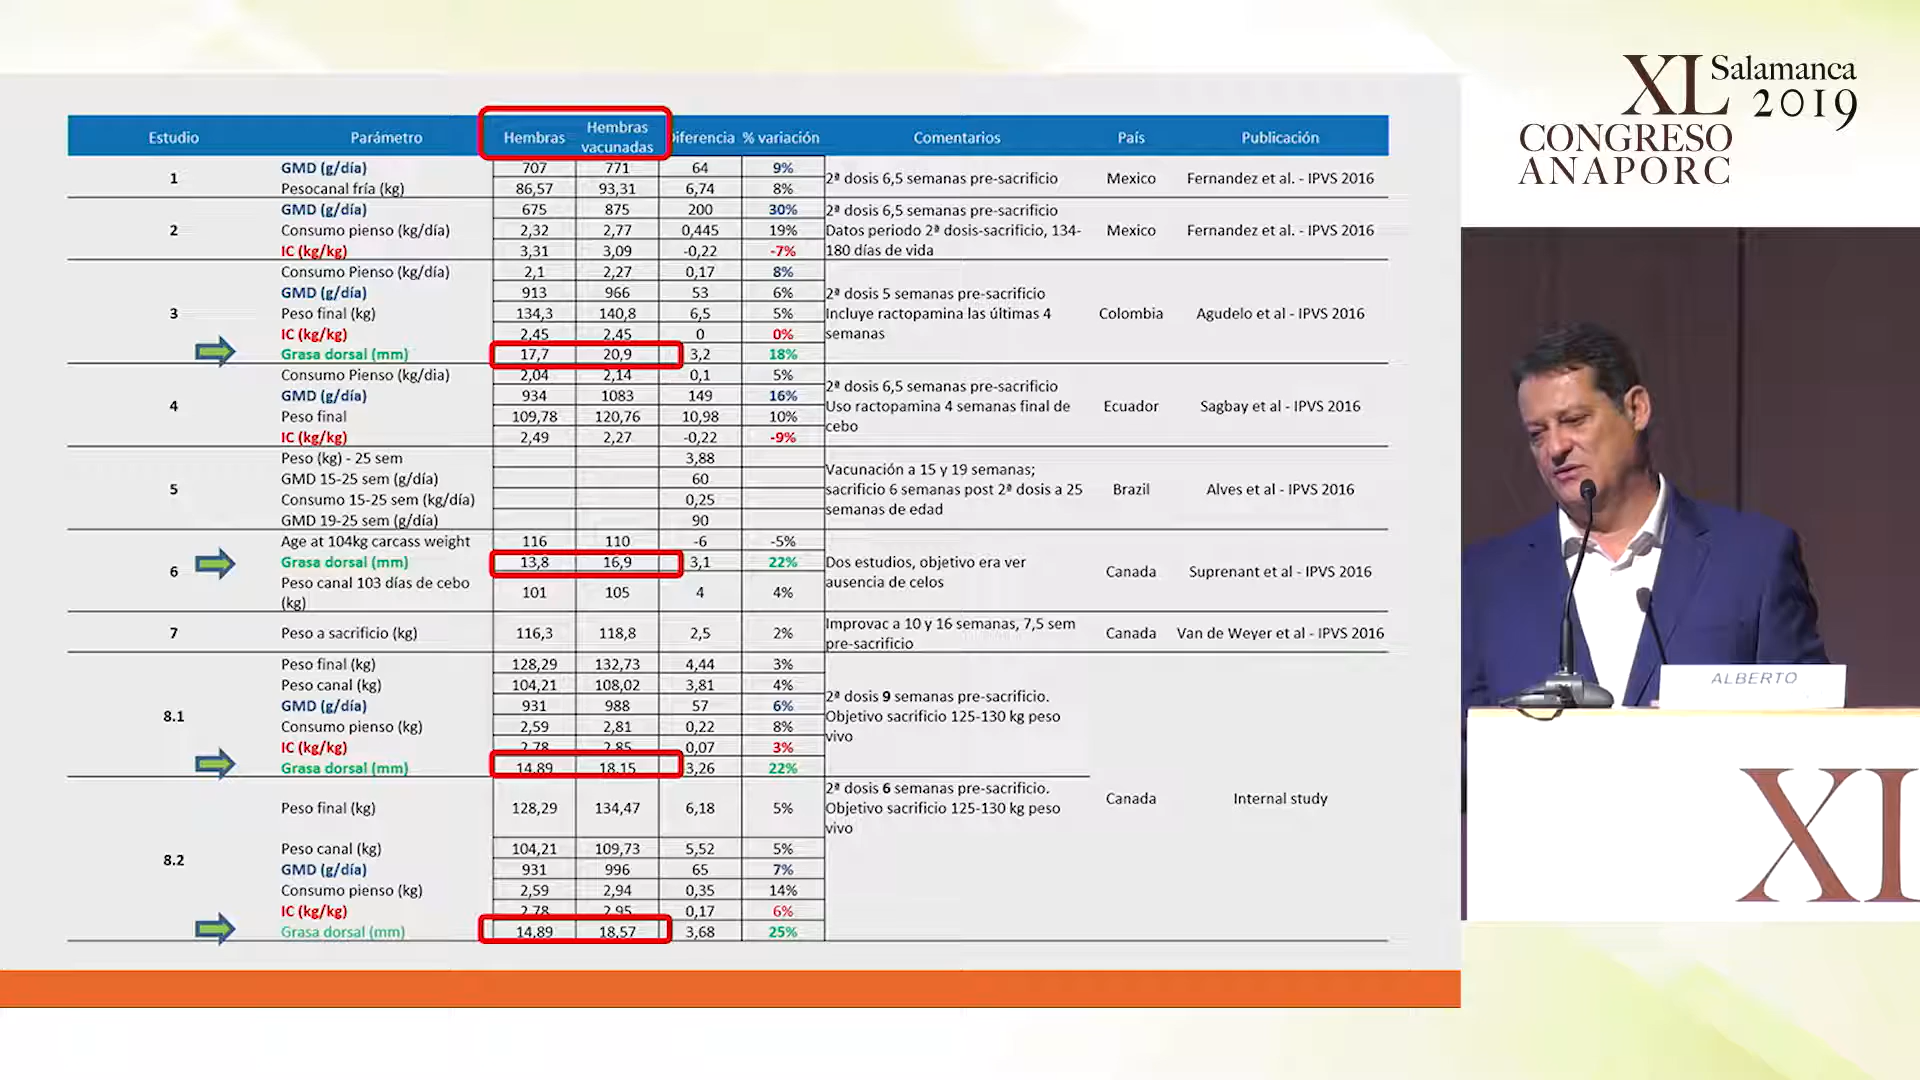 XL Salamanca
2019
CONGRESO
ANAPORC
Estudio Parámetro Hembras Hembras vacunadas Diferencia % variación Comentarios País Publicación
1 GMD (g/día) 707 771 64 9% 2ª dosis 6,5 semanas pre-sacrificio Mexico Fernandez et al. - IPVS 2016
Pesocanal fría (kg) 86,57 93,31 6,74 8%
2 GMD (g/día) 675 875 200 30% 2ª dosis 6,5 semanas pre-sacrificio Mexico Fernandez et al. - IPVS 2016
Consumo pienso (kg/día) 2,32 2,77 0,445 19% Datos periodo 2ª dosis-sacrificio, 134-
IC (kg/kg) 3,31 3,09 -0,22 -7% 180 días de vida
3 Consumo Pienso (kg/día) 2,1 2,27 0,17 8%
GMD (g/día) 913 966 53 6% 2ª dosis 5 semanas pre-sacrificio
Peso final (kg) 134,3 140,8 6,5 5% Incluye ractopamina las últimas 4 Colombia Agudelo et al - IPVS 2016
IC (kg/kg) 2,45 2,45 0 0% semanas
Grasa dorsal (mm) 17,7 20,9 3,2 18%
4 Consumo Pienso (kg/dia) 2,04 2,14 0,1 5%
GMD (g/día) 934 1083 149 16% 2ª dosis 6,5 semanas pre-sacrificio
Peso final 109,78 120,76 10,98 10% Uso ractopamina 4 semanas final de Ecuador Sagbay et al - IPVS 2016
IC (kg/kg) 2,49 2,27 -0,22 -9% cebo
5 Peso (kg) - 25 sem 3,88
GMD 15-25 sem (g/día) 60 Vacunación a 15 y 19 semanas;
Consumo 15-25 sem (kg/día) 0,25 sacrificio 6 semanas post 2ª dosis a 25 Brazil Alves et al - IPVS 2016
GMD 19-25 sem (g/día) 90 semanas de edad
6 Age at 104kg carcass weight 116 110 -6 -5%
Grasa dorsal (mm) 13,8 16,9 3,1 22% Dos estudios, objetivo era ver Canada Suprenant et al - IPVS 2016
Peso canal 103 días de cebo (kg) 101 105 4 4% ausencia de celos
7 Peso a sacrificio (kg) 116,3 118,8 2,5 2% Improvac a 10 y 16 semanas, 7,5 sem pre-sacrificio Canada Van de Weyer et al - IPVS 2016
8.1 Peso final (kg) 128,29 132,73 4,44 3%
Peso canal (kg) 104,21 108,02 3,81 4% 2ª dosis 9 semanas pre-sacrificio.
GMD (g/día) 931 988 57 6% Objetivo sacrificio 125-130 kg peso
Consumo pienso (kg) 2,59 2,81 0,22 8% vivo
IC (kg/kg) 2,78 2,85 0,07 3%
Grasa dorsal (mm) 14,89 18,15 3,26 22%
8.2 Peso final (kg) 128,29 134,47 6,18 5% 2ª dosis 6 semanas pre-sacrificio. Objetivo sacrificio 125-130 kg peso vivo Canada Internal study
Peso canal (kg) 104,21 109,73 5,52 5%
GMD (g/día) 931 996 65 7%
Consumo pienso (kg) 2,59 2,94 0,35 14%
IC (kg/kg) 2,78 2,95 0,17 6%
Grasa dorsal (mm) 14,89 18,57 3,68 25%
ALBERTO
XL